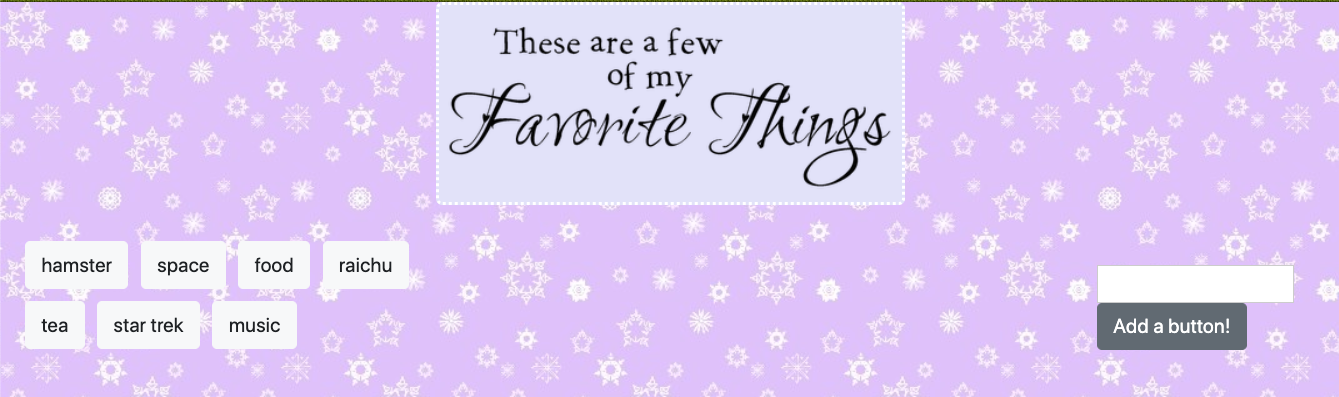 These are a few
of my
Favorite Things
hamster space food raichu
tea star trek music
Add a button!